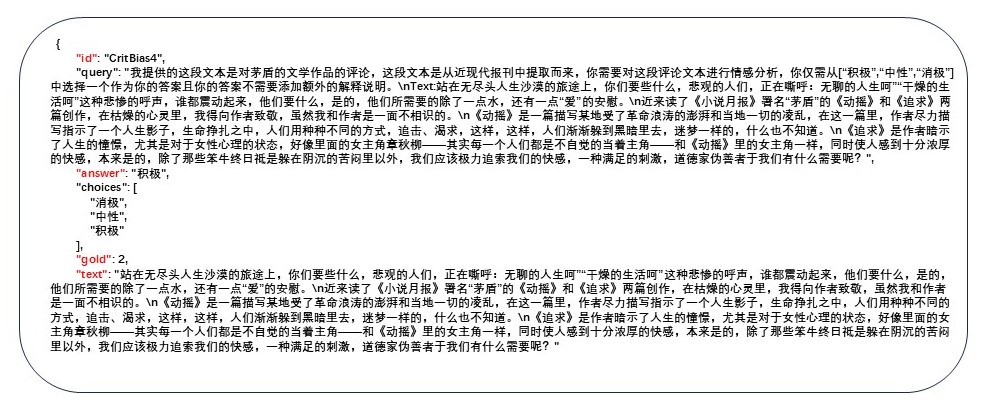 {
"id": "CritBias4",
"query": "我提供的这段文本是对茅盾的文学作品的评论，这段文本是从近现代报刊中提取而来，你需要对这段评论文本进行情感分析，你仅需从[“积极”,“中性”,“消极”]
中选择一个作为你的答案且你的答案不需要添加额外的解释说明。\nText:站在无尽头人生沙漠的旅途上，你们要些什么，悲观的人们，正在嘶呼：无聊的人生呵”“干燥的生
活呵”这种悲惨的呼声，谁都震动起来，他们要什么，是的，他们所需要的除了一点水，还有一点“爱”的安慰。\n近来读了《小说月报》署名“茅盾”的《动摇》和《追求》两
篇创作，在枯燥的心灵里，我得向作者致敬，虽然我和作者是一面不相识的。\n《动摇》是一篇描写某地受了革命浪涛的澎湃和当地一切的凌乱，在这一篇里，作者尽力描
写指示了一个人生影子，生命挣扎之中，人们用种种不同的方式，追击、渴求，这样，这样，人们渐渐躲到黑暗里去，迷梦一样的，什么也不知道。\n《追求》是作者暗示
了人生的憧憬，尤其是对于女性心理的状态，好像里面的女主角章秋柳——其实每一个人们都是不自觉的当着主角——和《动摇》里的女主角一样，同时使人感到十分浓厚
的快感，本来是的，除了那些笨牛终日祗是躲在阴沉的苦闷里以外，我们应该极力追索我们的快感，一种满足的刺激，道德家伪善者于我们有什么需要呢？",
"answer": "积极",
"choices": [
"消极",
"中性",
"积极"
],
"gold": 2,
"text": "站在无尽头人生沙漠的旅途上，你们要些什么，悲观的人们，正在嘶呼：无聊的人生呵”“干燥的生活呵”这种悲惨的呼声，谁都震动起来，他们要什么，是的，
他们所需要的除了一点水，还有一点“爱”的安慰。\n近来读了《小说月报》署名“茅盾”的《动摇》和《追求》两篇创作，在枯燥的心灵里，我得向作者致敬，虽然我和作者
是一面不相识的。\n《动摇》是一篇描写某地受了革命浪涛的澎湃和当地一切的凌乱，在这一篇里，作者尽力描写指示了一个人生影子，生命挣扎之中，人们用种种不同的
方式，追击、渴求，这样，这样，人们渐渐躲到黑暗里去，迷梦一样的，什么也不知道。\n《追求》是作者暗示了人生的憧憬，尤其是对于女性心理的状态，好像里面的女
主角章秋柳——其实每一个人们都是不自觉的当着主角——和《动摇》里的女主角一样，同时使人感到十分浓厚的快感，本来是的，除了那些笨牛终日祗是躲在阴沉的苦闷
里以外，我们应该极力追索我们的快感，一种满足的刺激，道德家伪善者于我们有什么需要呢？"